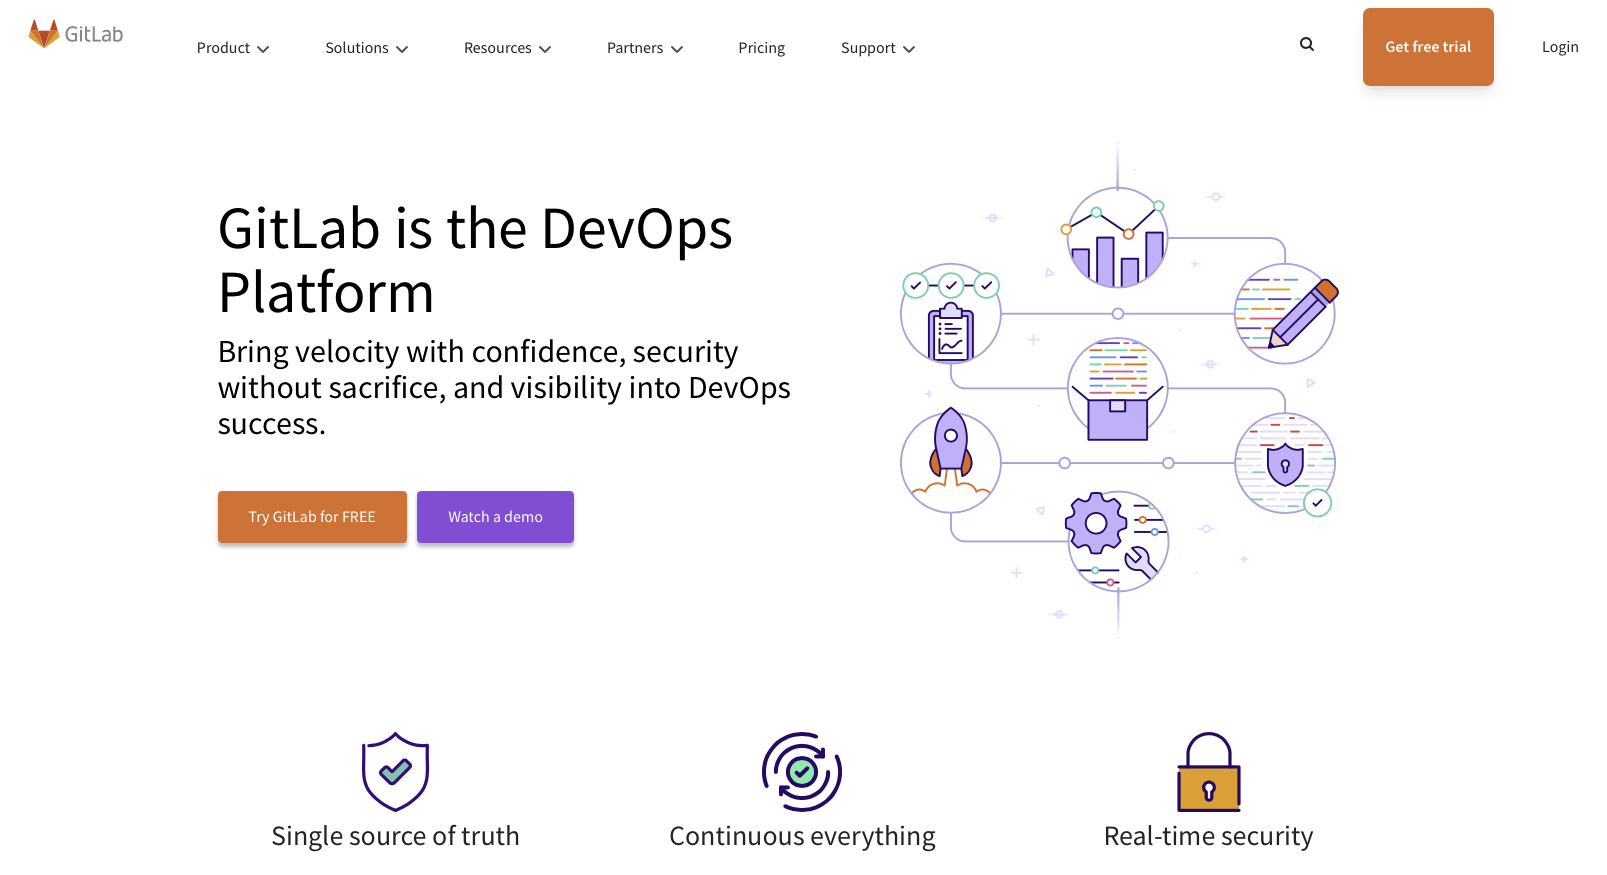 GitLab
Product
Solutions
Resources
Partners
Pricing
Support
Get free trial
Login
GitLab is the DevOps
Platform
Bring velocity with confidence, security
without sacrifice, and visibility into DevOps
success.
Try GitLab for FREE
Watch a demo
Single source of truth
Continuous everything
Real-time security